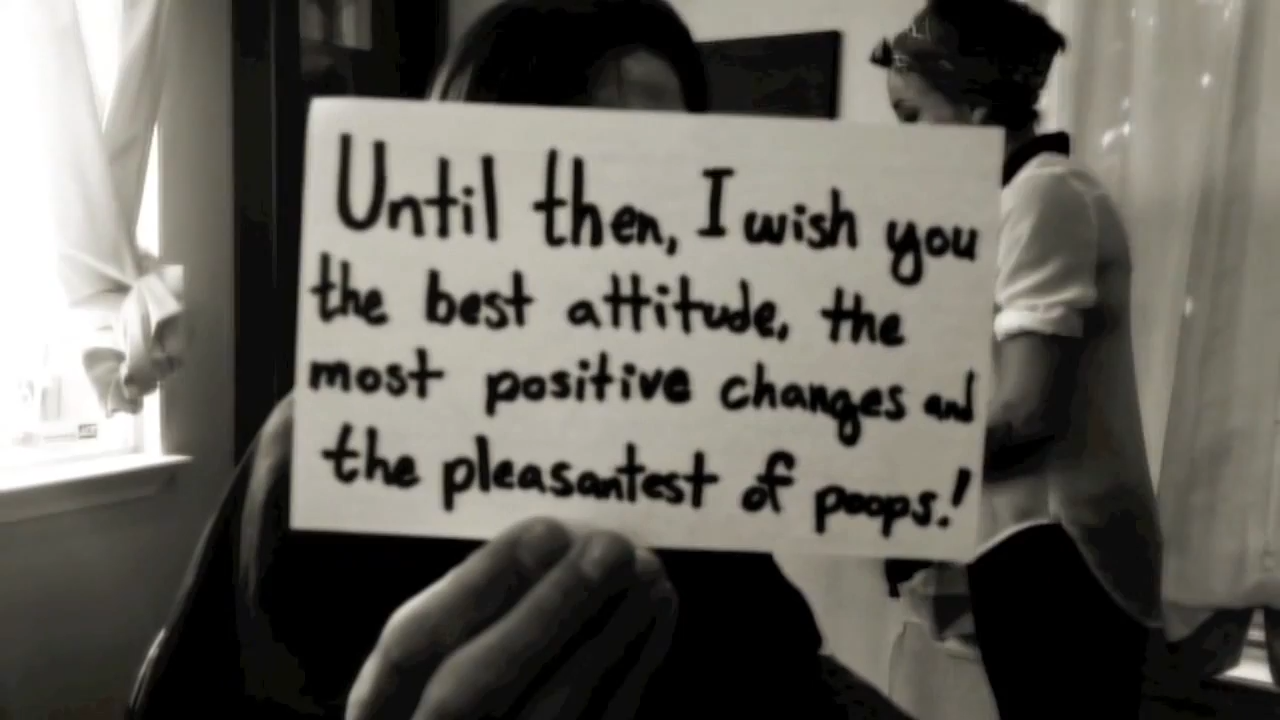 Until then, I wish you
the best attitude, the
most positive changes and
the pleasantest of poops!